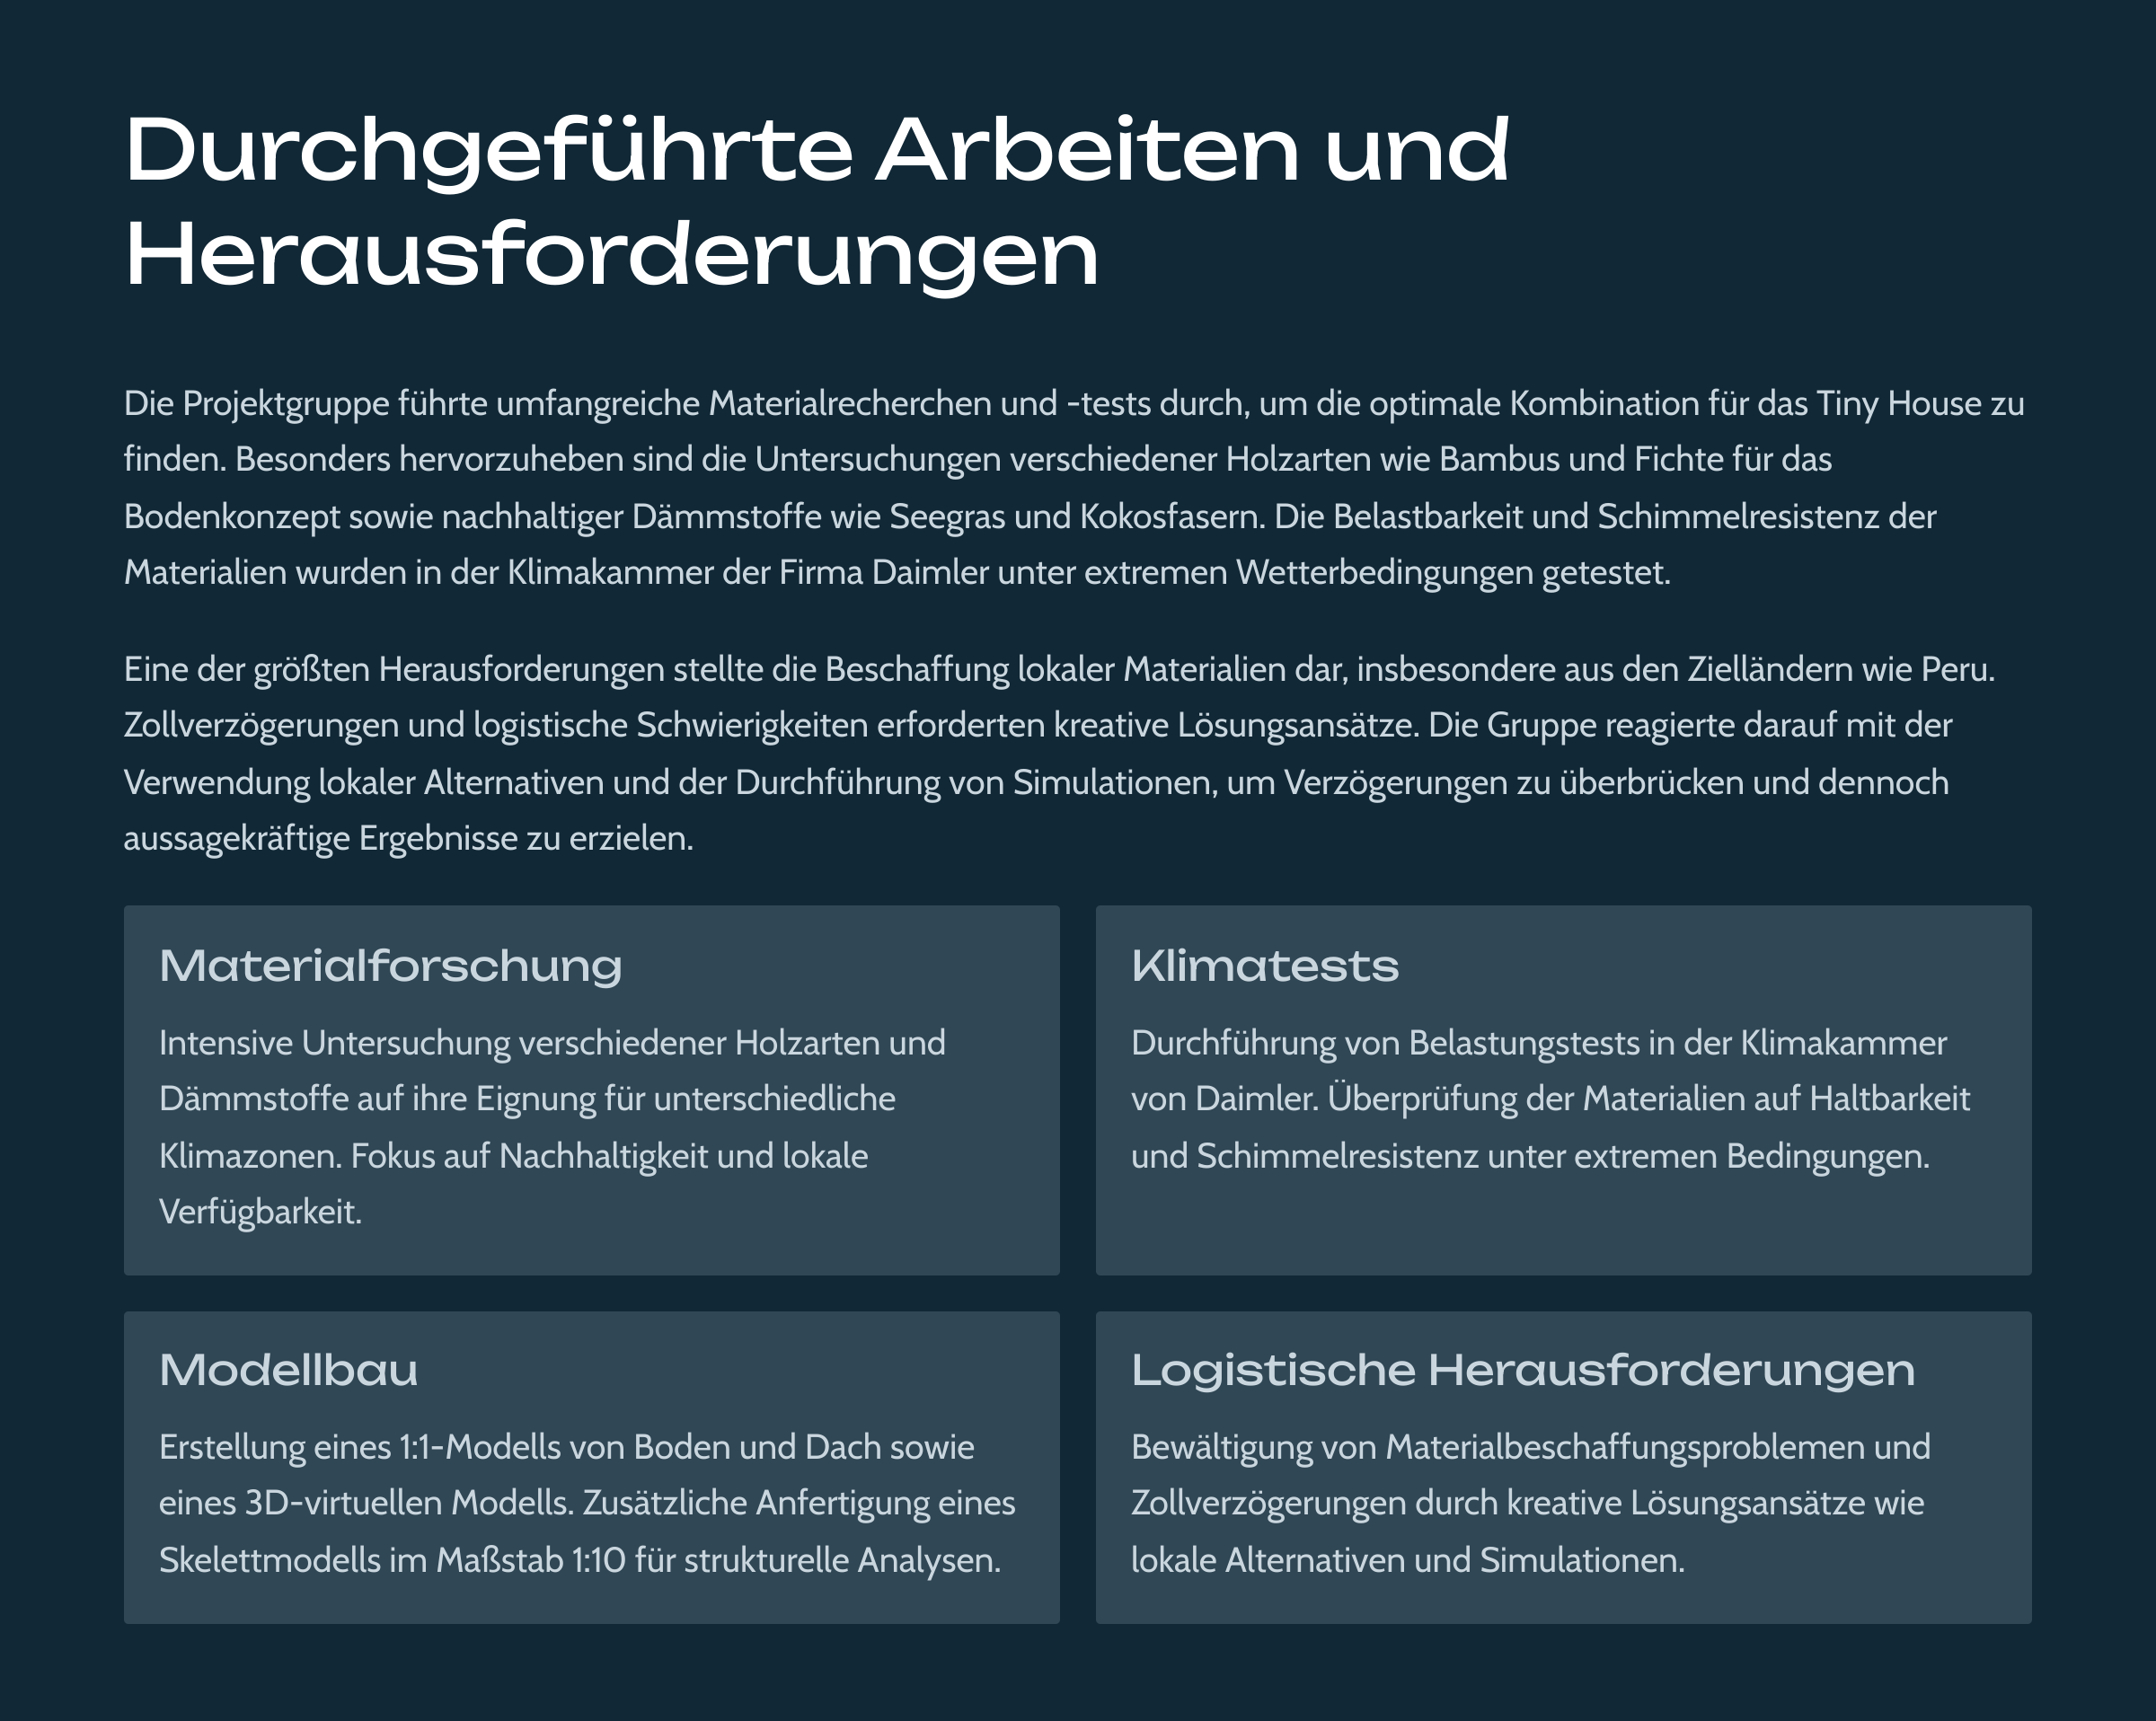 Durchgeführte Arbeiten und
Herausforderungen
Die Projektgruppe führte umfangreiche Materialrecherchen und -tests durch, um die optimale Kombination für das Tiny House zu
finden. Besonders hervorzuheben sind die Untersuchungen verschiedener Holzarten wie Bambus und Fichte für das
Bodenkonzept sowie nachhaltiger Dämmstoffe wie Seegras und Kokosfasern. Die Belastbarkeit und Schimmelresistenz der
Materialien wurden in der Klimakammer der Firma Daimler unter extremen Wetterbedingungen getestet.
Eine der größten Herausforderungen stellte die Beschaffung lokaler Materialien dar, insbesondere aus den Zielländern wie Peru.
Zollverzögerungen und logistische Schwierigkeiten erforderten kreative Lösungsansätze. Die Gruppe reagierte darauf mit der
Verwendung lokaler Alternativen und der Durchführung von Simulationen, um Verzögerungen zu überbrücken und dennoch
aussagekräftige Ergebnisse zu erzielen.
Materialforschung
Intensive Untersuchung verschiedener Holzarten und
Dämmstoffe auf ihre Eignung für unterschiedliche
Klimazonen. Fokus auf Nachhaltigkeit und lokale
Verfügbarkeit.
Klimatests
Durchführung von Belastungstests in der Klimakammer
von Daimler. Überprüfung der Materialien auf Haltbarkeit
und Schimmelresistenz unter extremen Bedingungen.
Modellbau
Erstellung eines 1:1-Modells von Boden und Dach sowie
eines 3D-virtuellen Modells. Zusätzliche Anfertigung eines
Skelettmodells im Maßstab 1:10 für strukturelle Analysen.
Logistische Herausforderungen
Bewältigung von Materialbeschaffungsproblemen und
Zollverzögerungen durch kreative Lösungsansätze wie
lokale Alternativen und Simulationen.